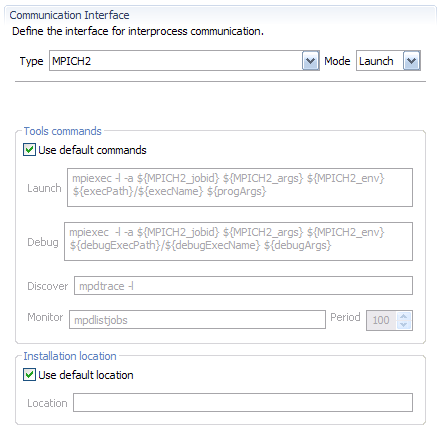 Communication Interface
Define the interface for interprocess communication.
Type MPICH2 Mode Launch
Tools commands
Use default commands
Launch mpiexec -l -a ${MPICH2_jobid} ${MPICH2_args} ${MPICH2_env}
${execPath}/${execName} ${progArgs}
Debug mpiexec -l -a ${MPICH2_jobid} ${MPICH2_args} ${MPICH2_env}
${debugExecPath}/${debugExecName} ${debugArgs}
Discover mpdtrace -l
Monitor mpdlistjobs Period 100
Installation location
Use default location
Location